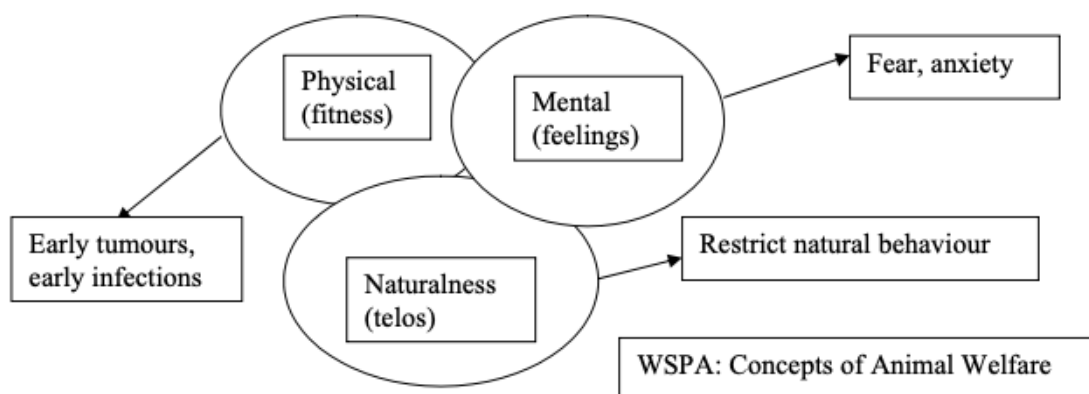 Physical
(fitness)
Mental
(feelings)
Fear, anxiety
Early tumours,
early infections
Naturalness
(telos)
Restrict natural behaviour
WSPA: Concepts of Animal Welfare